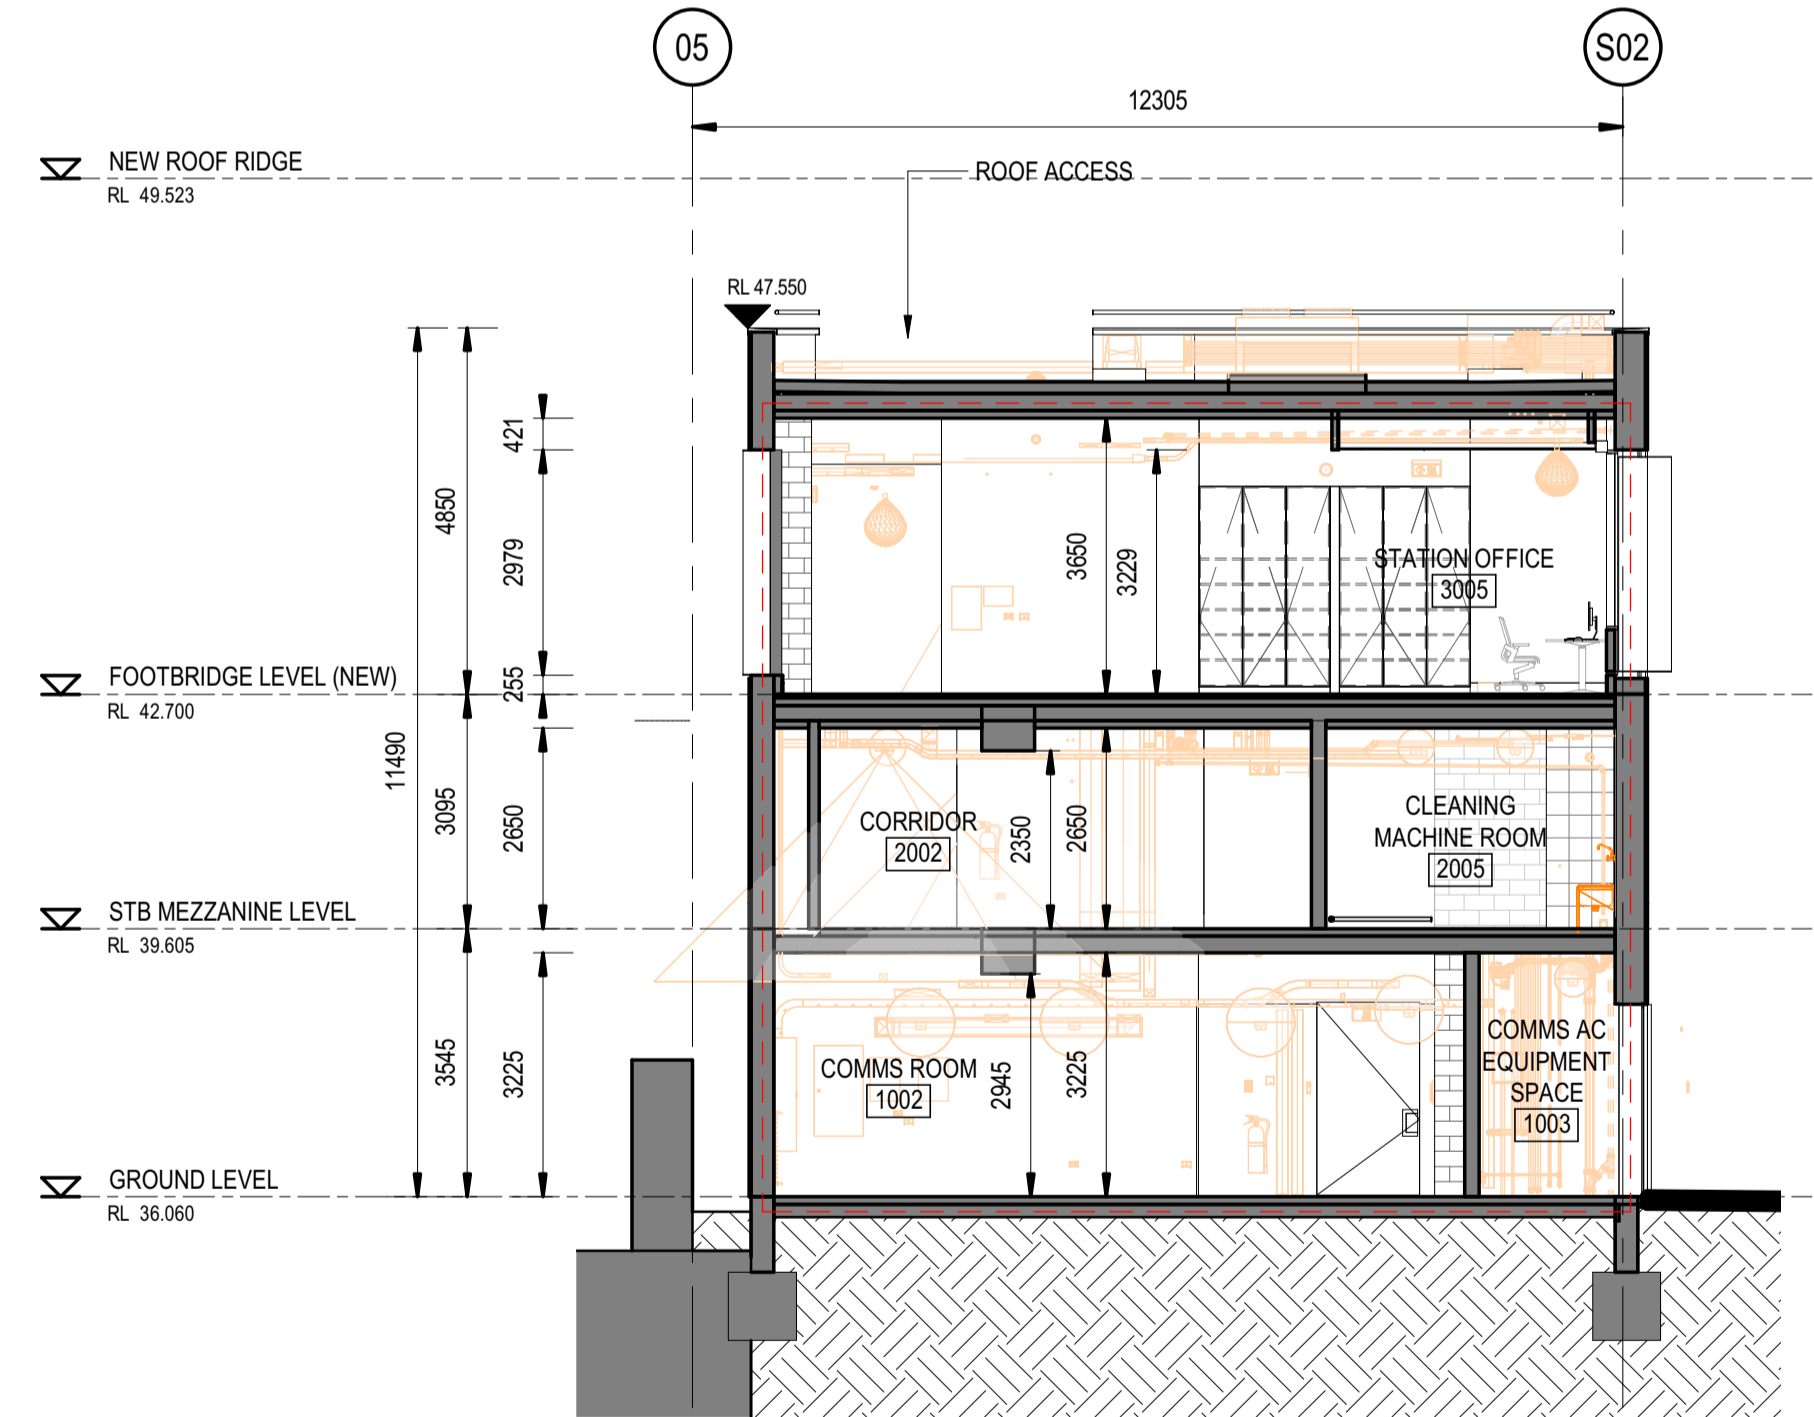 05
S02
12305
NEW ROOF RIDGE
RL 49.523
ROOF ACCESS
RL 47.550
421
4850
2979
3650
3229
STATION OFFICE
3005
FOOTBRIDGE LEVEL (NEW)
RL 42.700
255
11490
3095
2650
CORRIDOR
2002
2350
2650
CLEANING
MACHINE ROOM
2005
STB MEZZANINE LEVEL
RL 39.605
3545
3225
COMMS ROOM
1002
2945
3225
COMMS AC
EQUIPMENT
SPACE
1003
GROUND LEVEL
RL 36.060